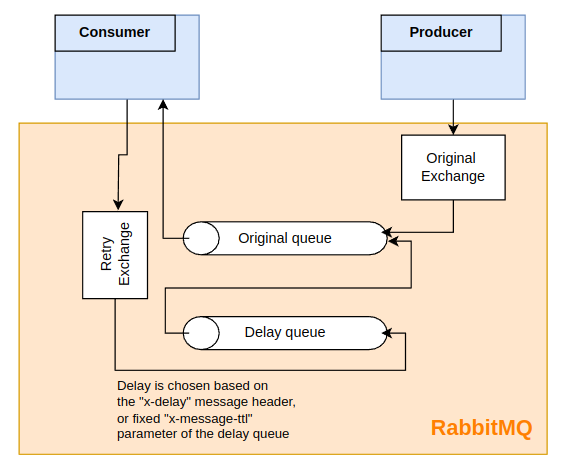 Consumer
Producer
Original
Exchange
Retry
Exchange
Original queue
Delay queue
Delay is chosen based on
the "x-delay" message header,
or fixed "x-message-ttl"
parameter of the delay queue
RabbitMQ